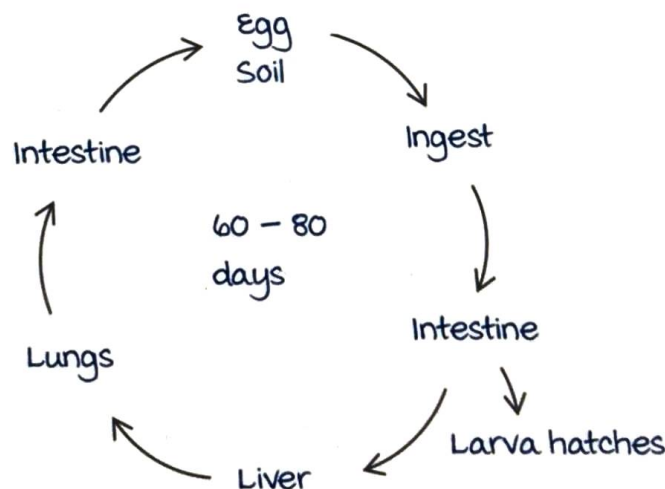 Egg
Soil
Ingest
Intestine
Larva hatches
Liver
Lungs
Intestine
60 – 80
days